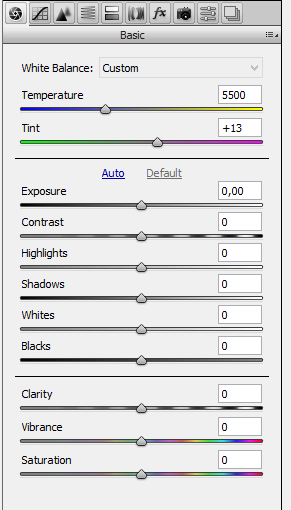 fx
Basic
White Balance: Custom
Temperature 5500
Tint +13
Auto Default
Exposure 0,00
Contrast 0
Highlights 0
Shadows 0
Whites 0
Blacks 0
Clarity 0
Vibrance 0
Saturation 0